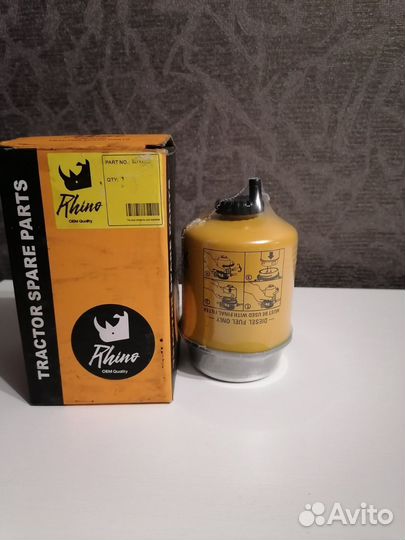 TRACTOR SPARE PARTS
Rhino
OEM Quality
PART NO.:
QTY:
Rhino
OEM Quality
— DIESEL FUEL ONLY —
MUST BE USED WITH FINAL FILTER
Avito